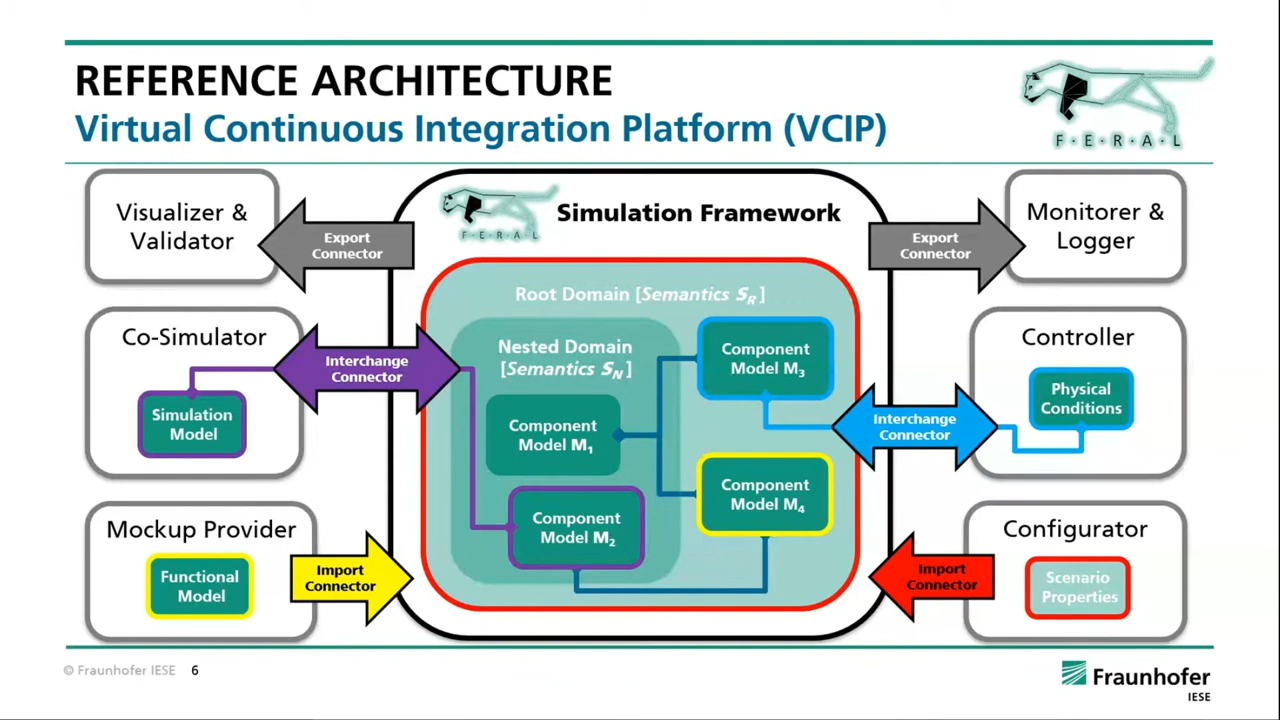 REFERENCE ARCHITECTURE
Virtual Continuous Integration Platform (VCIP)
F·E·R·A·L
Visualizer &
Validator
Export
Connector
F·E·R·A·L
Simulation Framework
Export
Connector
Monitorer &
Logger
Root Domain [Semantics SR]
Co-Simulator
Simulation
Model
Interchange
Connector
Nested Domain
[Semantics SN]
Component
Model M1
Component
Model M2
Component
Model M3
Component
Model M4
Interchange
Connector
Controller
Physical
Conditions
Mockup Provider
Functional
Model
Import
Connector
Import
Connector
Configurator
Scenario
Properties
© Fraunhofer IESE 6
Fraunhofer
IESE